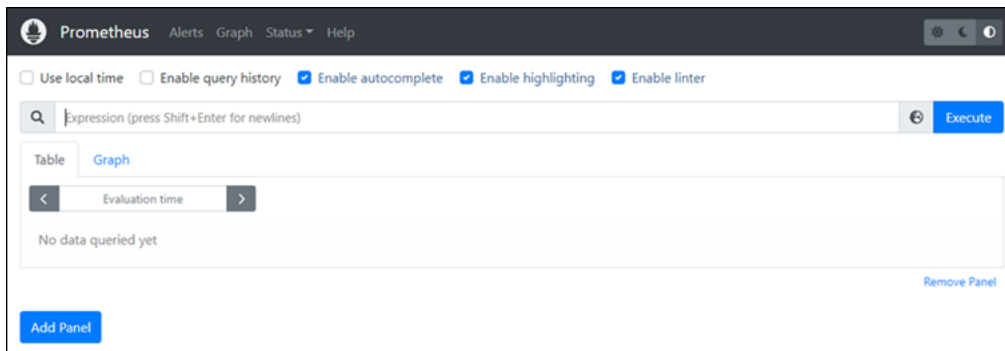 Prometheus Alerts Graph Status Help
Use local time Enable query history Enable autocomplete Enable highlighting Enable linter
Expression (press Shift+Enter for newlines) Execute
Table Graph
Evaluation time
No data queried yet
Remove Panel
Add Panel